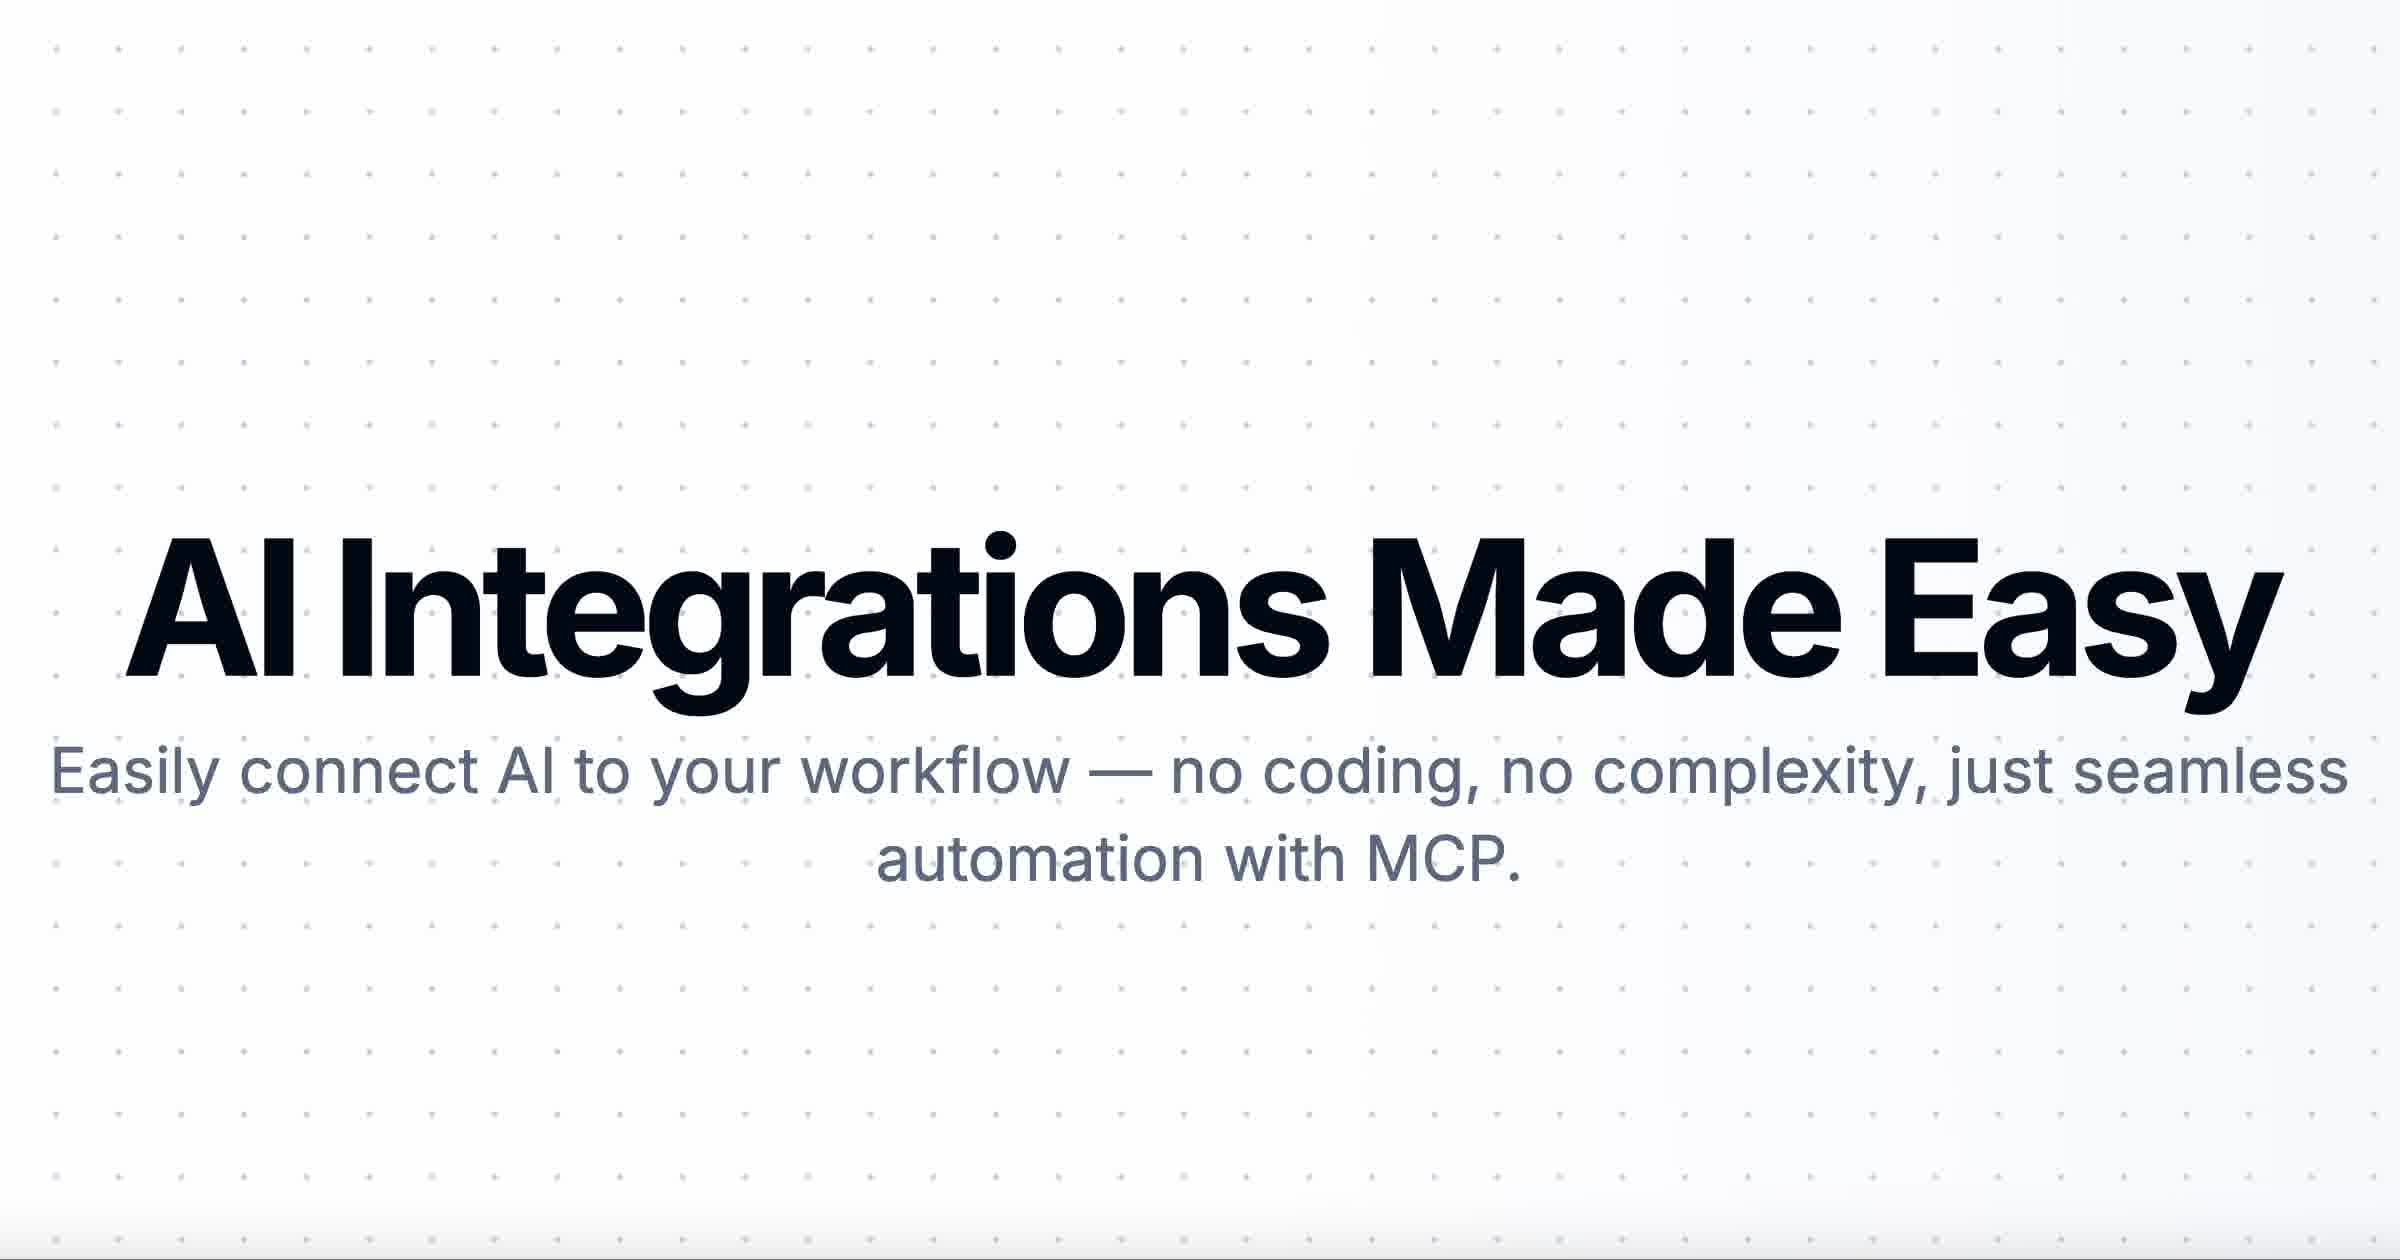 AI Integrations Made Easy
Easily connect AI to your workflow — no coding, no complexity, just seamless
automation with MCP.